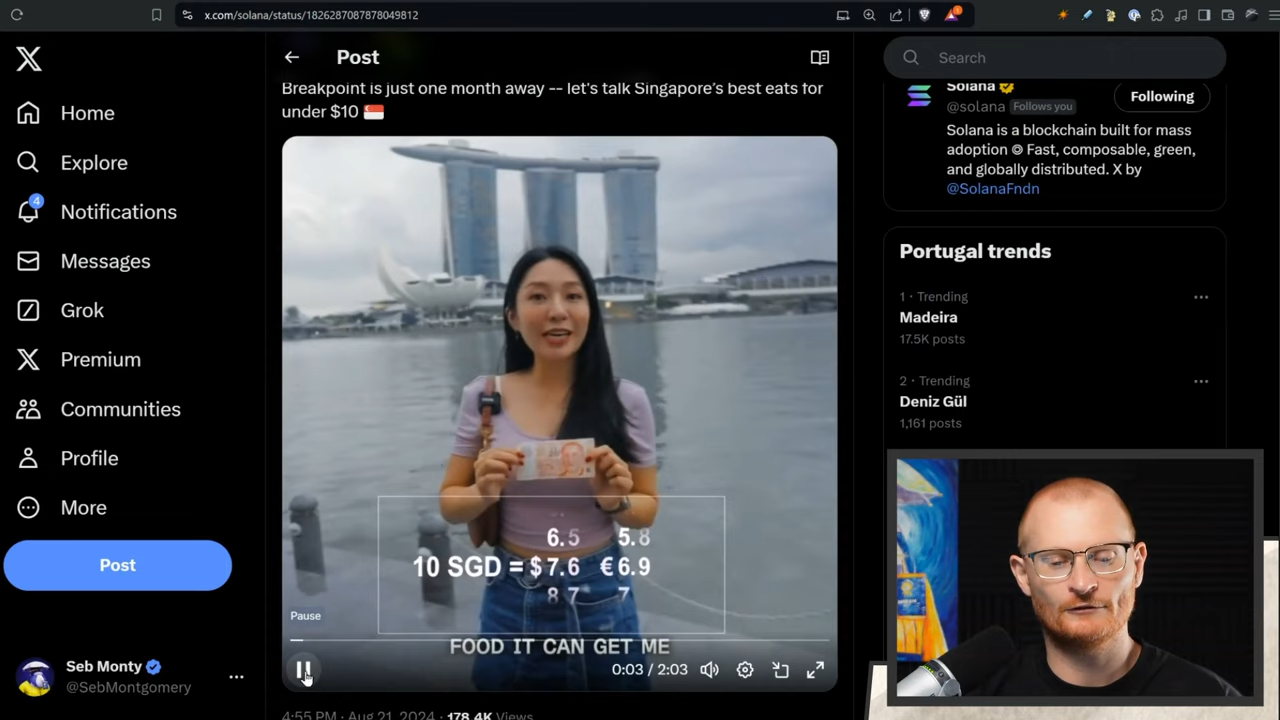 x.com/solana/status/1826287087878049812
Post
Breakpoint is just one month away -- let's talk Singapore's best eats for
under $10
6.5 5.8
10 SGD = $7.6 €6.9
8.7 7
Pause
FOOD IT CAN GET ME
0:03 / 2:03
4:55 PM · Aug 21, 2024 · 178.4K Views
Home
Explore
4
Notifications
Messages
Grok
Premium
Communities
Profile
More
Post
Seb Monty
@SebMontgomery
Search
Solana
@solana Follows you
Following
Solana is a blockchain built for mass
adoption Fast, composable, green,
and globally distributed. X by
@SolanaFndn
Portugal trends
1 · Trending
Madeira
17.5K posts
2 · Trending
Deniz Gül
1,161 posts